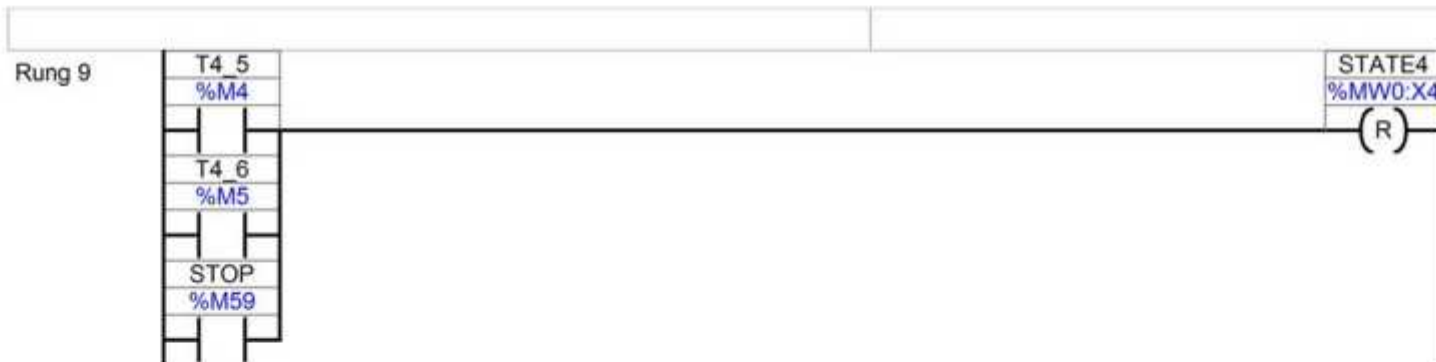 Rung 9
T4_5
%M4
STATE4
%MW0:X4
R
T4_6
%M5
STOP
%M59